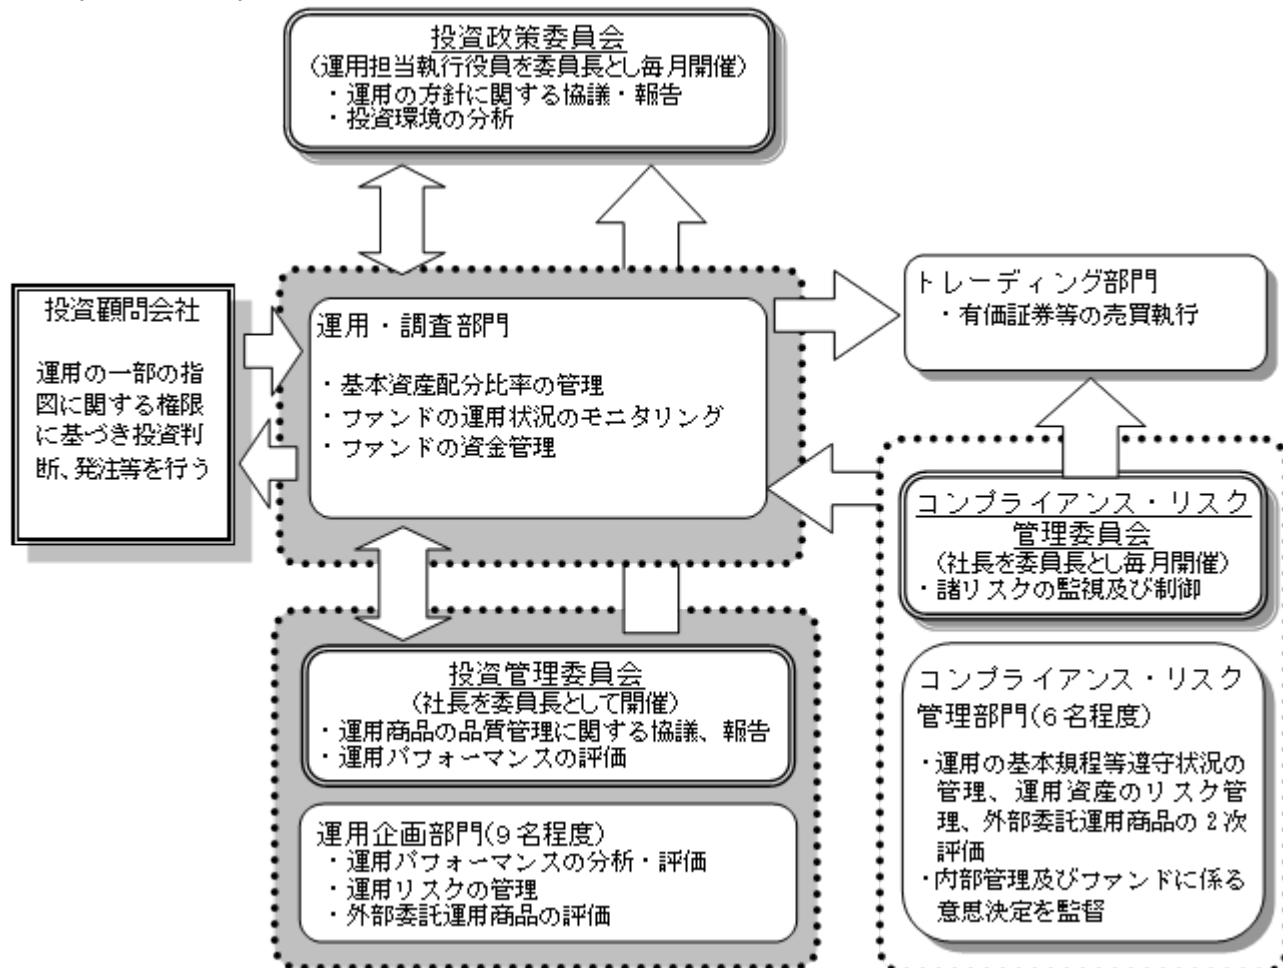 投資政策委員会
(運用担当執行役員を委員長とし毎月開催)
・運用の方針に関する協議・報告
・投資環境の分析
投資顧問会社
運用の一部の指
図に関する権限
に基づき投資判
断、発注等を行う
運用・調査部門
・基本資産配分比率の管理
・ファンドの運用状況のモニタリング
・ファンドの資金管理
トレーディング部門
・有価証券等の売買執行
コンプライアンス・リスク
管理委員会
(社長を委員長とし毎月開催)
・諸リスクの監視及び制御
投資管理委員会
(社長を委員長として開催)
・運用商品の品質管理に関する協議、報告
・運用パフォーマンスの評価
運用企画部門(9名程度)
・運用パフォーマンスの分析・評価
・運用リスクの管理
・外部委託運用商品の評価
コンプライアンス・リスク
管理部門(6名程度)
・運用の基本規程等遵守状況の
管理、運用資産のリスク管
理、外部委託運用商品の2次
評価
・内部管理及びファンドに係る
意思決定を監督